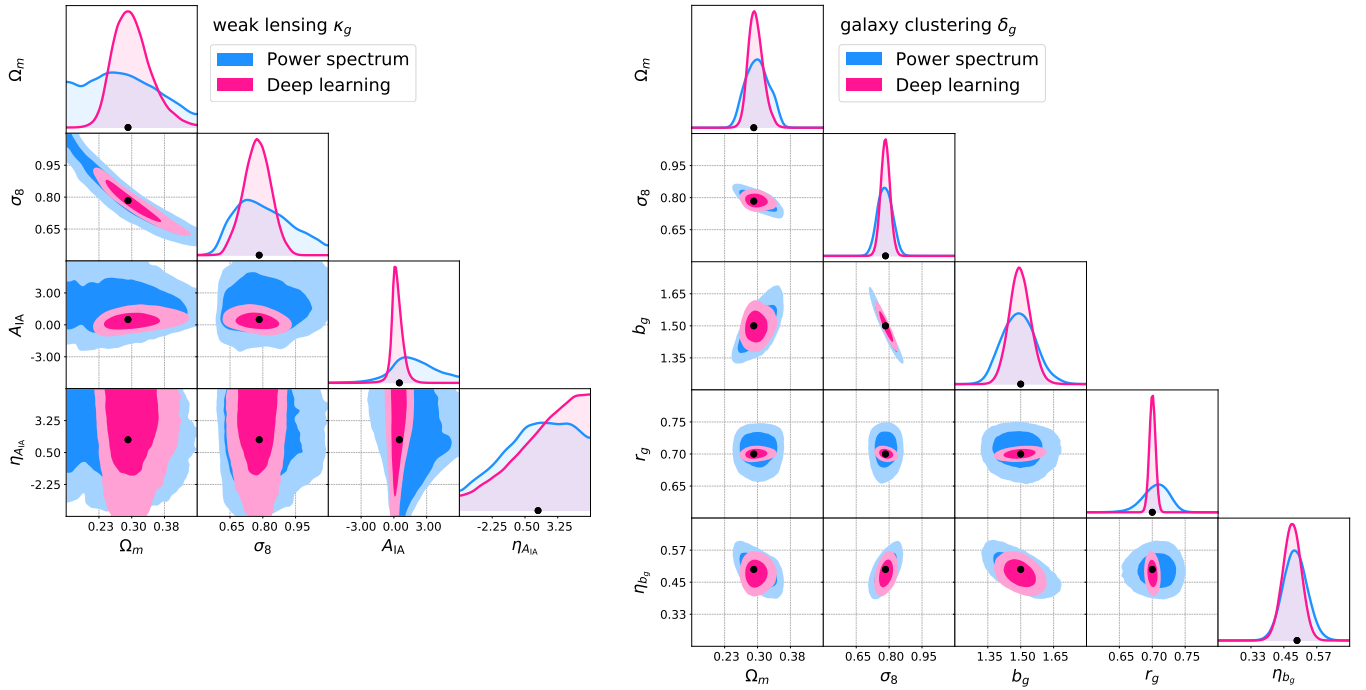 weak lensing κ_g
Power spectrum
Deep learning
Ω_m
0.95
0.80
0.65
σ_8
3.00
0.00
-3.00
A_IA
3.25
0.50
-2.25
η_A_IA
0.23 0.30 0.38
0.65 0.80 0.95
-3.00 0.00 3.00
-2.25 0.50 3.25
Ω_m σ_8 A_IA η_A_IA
galaxy clustering δ_g
Power spectrum
Deep learning
Ω_m
0.95
0.80
0.65
σ_8
1.65
1.50
1.35
b_g
0.75
0.70
0.65
r_g
0.57
0.45
0.33
η_b_g
0.23 0.30 0.38
0.65 0.80 0.95
1.35 1.50 1.65
0.65 0.70 0.75
0.33 0.45 0.57
Ω_m σ_8 b_g r_g η_b_g